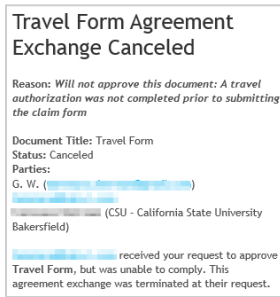 Travel Form Agreement
Exchange Canceled
Reason: Will not approve this document: A travel
authorization was not completed prior to submitting
the claim form
Document Title: Travel Form
Status: Canceled
Parties:
G. W. ( )
(CSU - California State University
Bakersfield)
received your request to approve
Travel Form, but was unable to comply. This
agreement exchange was terminated at their request.